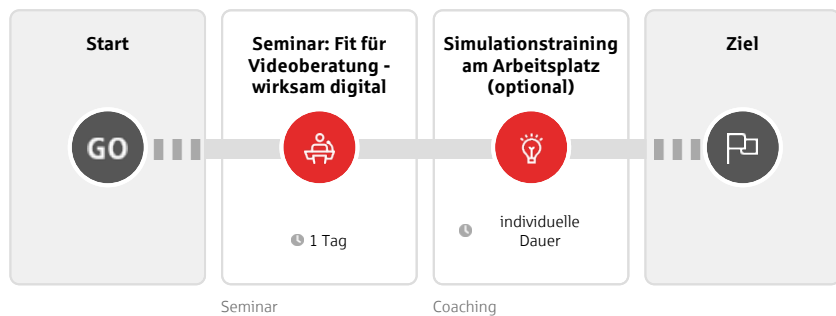 Start
GO
Seminar: Fit für
Videoberatung -
wirksam digital
1 Tag
Seminar
Simulationstraining
am Arbeitsplatz
(optional)
individuelle
Dauer
Coaching
Ziel